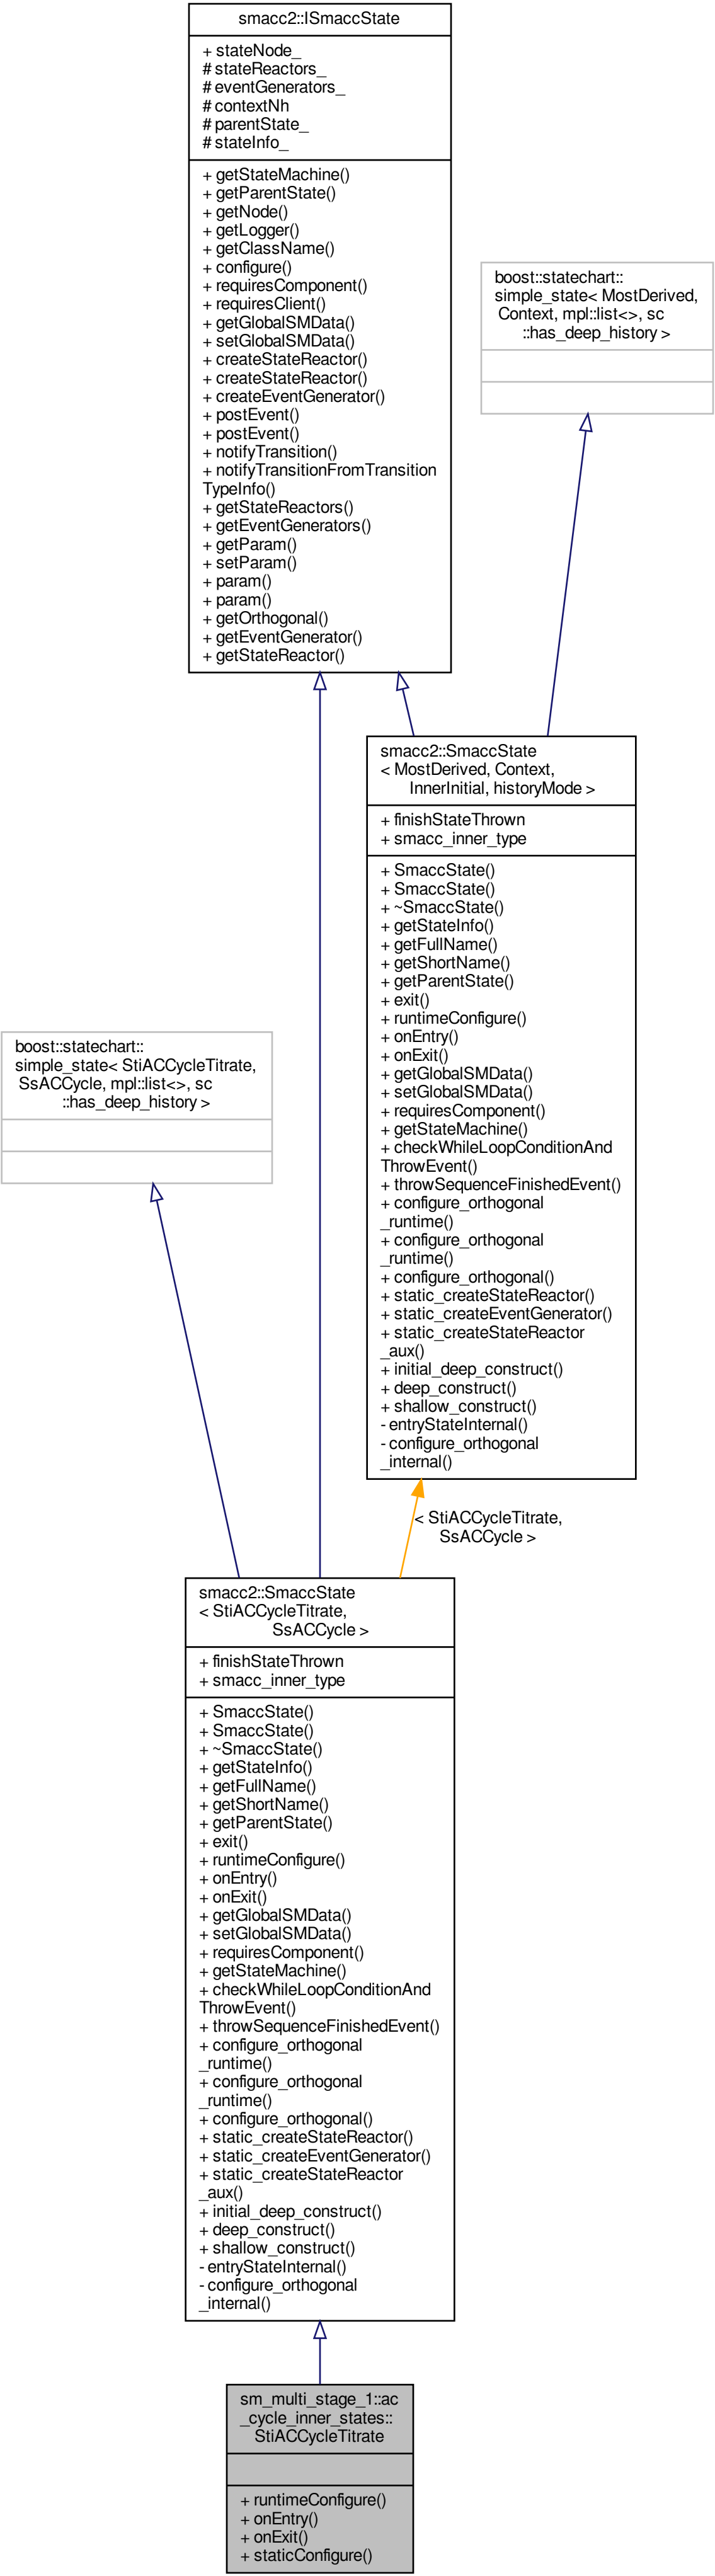 smacc2::ISmaccState
+ stateNode_
# stateReactors_
# eventGenerators_
# contextNh
# parentState_
# stateInfo_
+ getStateMachine()
+ getParentState()
+ getNode()
+ getLogger()
+ getClassName()
+ configure()
+ requiresComponent()
+ requiresClient()
+ getGlobalSMData()
+ setGlobalSMData()
+ createStateReactor()
+ createStateReactor()
+ createEventGenerator()
+ postEvent()
+ postEvent()
+ notifyTransition()
+ notifyTransitionFromTransition
TypeInfo()
+ getStateReactors()
+ getEventGenerators()
+ getParam()
+ setParam()
+ param()
+ param()
+ getOrthogonal()
+ getEventGenerator()
+ getStateReactor()
boost::statechart::
simple_state< MostDerived,
Context, mpl::list<>, sc
::has_deep_history >
smacc2::SmaccState
< MostDerived, Context,
InnerInitial, historyMode >
+ finishStateThrown
+ smacc_inner_type
+ SmaccState()
+ SmaccState()
+ ~SmaccState()
+ getStateInfo()
+ getFullName()
+ getShortName()
+ getParentState()
+ exit()
+ runtimeConfigure()
+ onEntry()
+ onExit()
+ getGlobalSMData()
+ setGlobalSMData()
+ requiresComponent()
+ getStateMachine()
+ checkWhileLoopConditionAnd
ThrowEvent()
+ throwSequenceFinishedEvent()
+ configure_orthogonal
_runtime()
+ configure_orthogonal
_runtime()
+ configure_orthogonal()
+ static_createStateReactor()
+ static_createEventGenerator()
+ static_createStateReactor
_aux()
+ initial_deep_construct()
+ deep_construct()
+ shallow_construct()
- entryStateInternal()
- configure_orthogonal
_internal()
boost::statechart::
simple_state< StiACCycleTitrate,
SsACCycle, mpl::list<>, sc
::has_deep_history >
< StiACCycleTitrate,
SsACCycle >
smacc2::SmaccState
< StiACCycleTitrate,
SsACCycle >
+ finishStateThrown
+ smacc_inner_type
+ SmaccState()
+ SmaccState()
+ ~SmaccState()
+ getStateInfo()
+ getFullName()
+ getShortName()
+ getParentState()
+ exit()
+ runtimeConfigure()
+ onEntry()
+ onExit()
+ getGlobalSMData()
+ setGlobalSMData()
+ requiresComponent()
+ getStateMachine()
+ checkWhileLoopConditionAnd
ThrowEvent()
+ throwSequenceFinishedEvent()
+ configure_orthogonal
_runtime()
+ configure_orthogonal
_runtime()
+ configure_orthogonal()
+ static_createStateReactor()
+ static_createEventGenerator()
+ static_createStateReactor
_aux()
+ initial_deep_construct()
+ deep_construct()
+ shallow_construct()
- entryStateInternal()
- configure_orthogonal
_internal()
sm_multi_stage_1::ac
_cycle_inner_states::
StiACCycleTitrate
+ runtimeConfigure()
+ onEntry()
+ onExit()
+ staticConfigure()